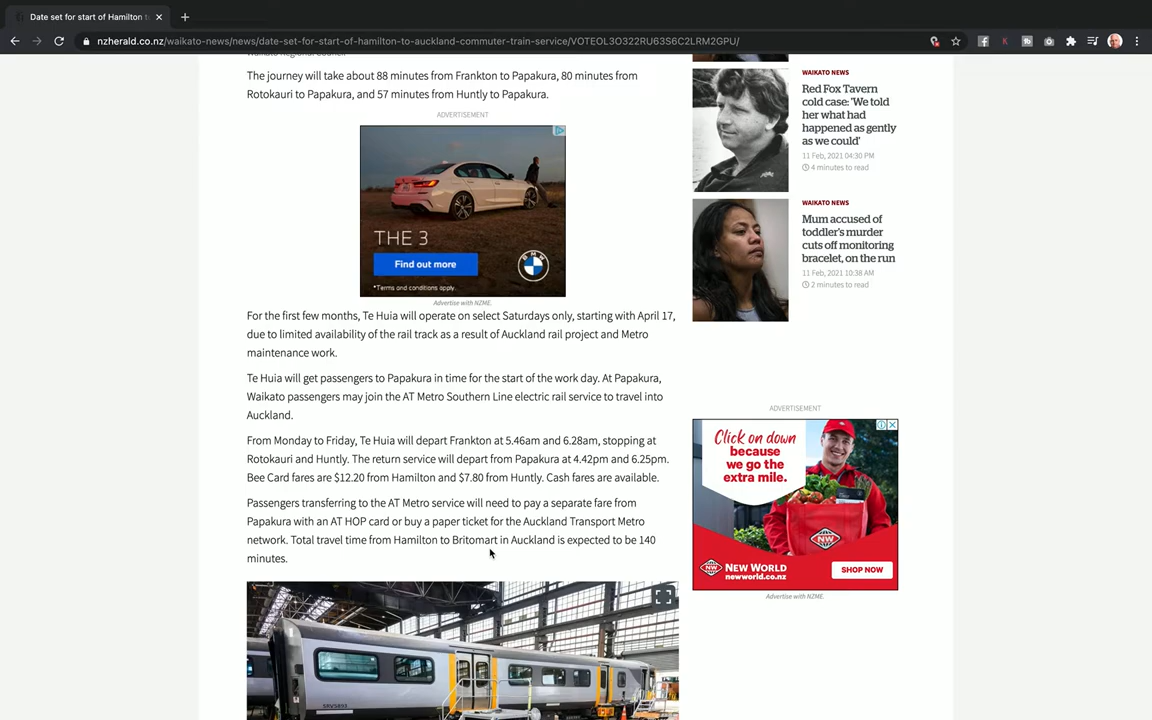 Date set for start of Hamilton to
nzherald.co.nz/waikato-news/news/date-set-for-start-of-hamilton-to-auckland-commuter-train-service/VOTEOL3O322RU63S6C2LRM2GPU/
Waikato Regional Council.
The journey will take about 88 minutes from Frankton to Papakura, 80 minutes from
Rotokauri to Papakura, and 57 minutes from Huntly to Papakura.
ADVERTISEMENT
THE 3
Find out more
BMW
*Terms and conditions apply.
Advertise with NZME.
For the first few months, Te Huia will operate on select Saturdays only, starting with April 17,
due to limited availability of the rail track as a result of Auckland rail project and Metro
maintenance work.
Te Huia will get passengers to Papakura in time for the start of the work day. At Papakura,
Waikato passengers may join the AT Metro Southern Line electric rail service to travel into
Auckland.
From Monday to Friday, Te Huia will depart Frankton at 5.46am and 6.28am, stopping at
Rotokauri and Huntly. The return service will depart from Papakura at 4.42pm and 6.25pm.
Bee Card fares are $12.20 from Hamilton and $7.80 from Huntly. Cash fares are available.
Passengers transferring to the AT Metro service will need to pay a separate fare from
Papakura with an AT HOP card or buy a paper ticket for the Auckland Transport Metro
network. Total travel time from Hamilton to Britomart in Auckland is expected to be 140
minutes.
WAIKATO NEWS
Red Fox Tavern
cold case: 'We told
her what had
happened as gently
as we could'
11 Feb, 2021 04:30 PM
4 minutes to read
WAIKATO NEWS
Mum accused of
toddler's murder
cuts off monitoring
bracelet, on the run
11 Feb, 2021 10:38 AM
2 minutes to read
ADVERTISEMENT
Click on down
because
we go the
extra mile.
NEW WORLD
newworld.co.nz
SHOP NOW
Advertise with NZME.